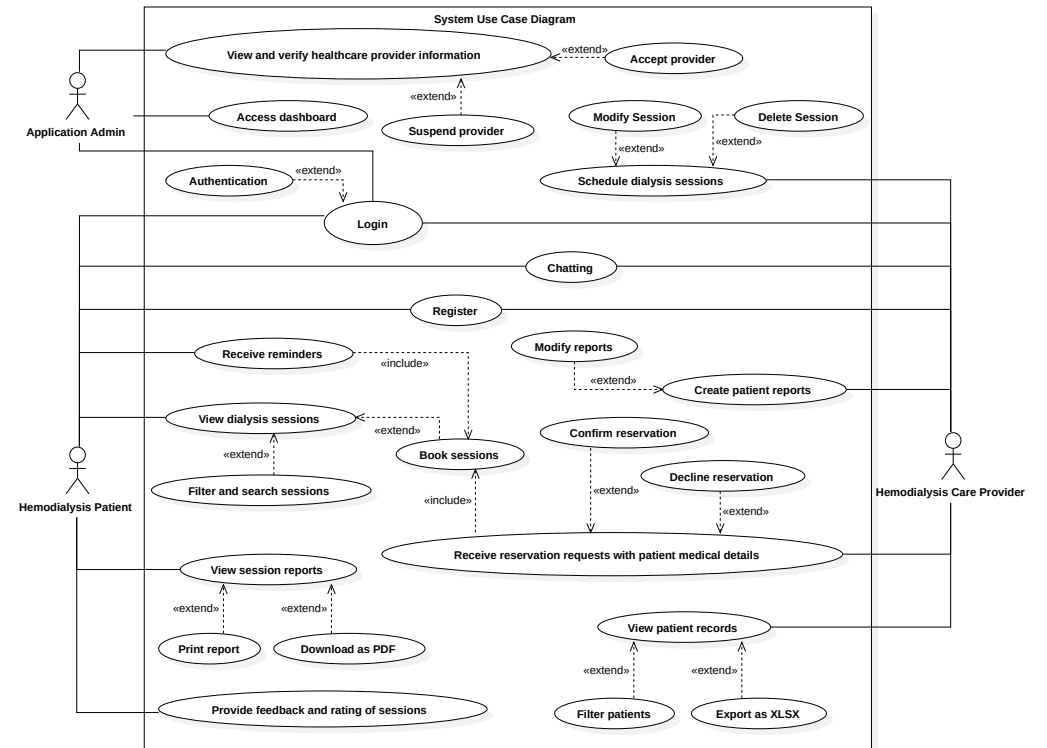 System Use Case Diagram
View and verify healthcare provider information
«extend»
Accept provider
Application Admin
«extend»
Access dashboard
Suspend provider
Modify Session
Delete Session
«extend»
«extend»
Authentication
«extend»
Schedule dialysis sessions
Login
Chatting
Register
Receive reminders
«include»
Modify reports
«extend»
Create patient reports
View dialysis sessions
«extend»
«extend»
Book sessions
Confirm reservation
Decline reservation
Filter and search sessions
«include»
«extend»
«extend»
Hemodialysis Patient
Hemodialysis Care Provider
Receive reservation requests with patient medical details
View session reports
«extend»
«extend»
Print report
Download as PDF
View patient records
«extend»
«extend»
Provide feedback and rating of sessions
Filter patients
Export as XLSX